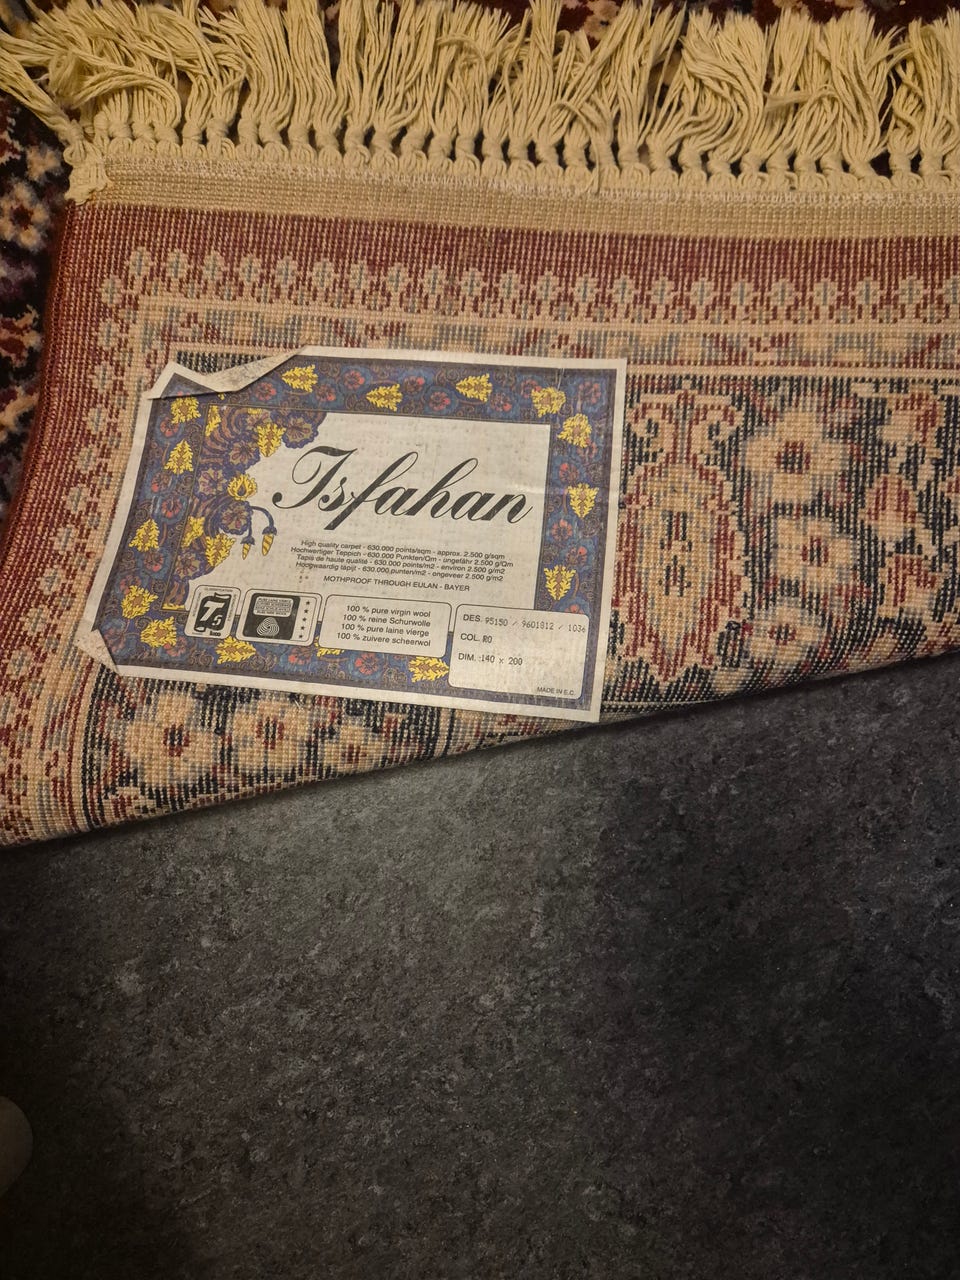 Isfahan
High quality carpet - 630.000 points/sqm - approx. 2.500 g/sqm
Hochwertiger Teppich - 630.000 Punkten/Qm - ungefähr 2.500 g/Qm
Tapis de haute qualité - 630.000 points/m2 - environ 2.500 g/m2
Hoogwaardig tapijt - 630.000 punten/m2 - ongeveer 2.500 g/m2
MOTHPROOF THROUGH EULAN - BAYER
100 % pure virgin wool
100 % reine Schurwolle
100 % pure laine vierge
100 % zuivere scheerwol
DES. 95150 / 9601812 / 1036
COL. RO
DIM. :140 x 200
MADE IN E.C.